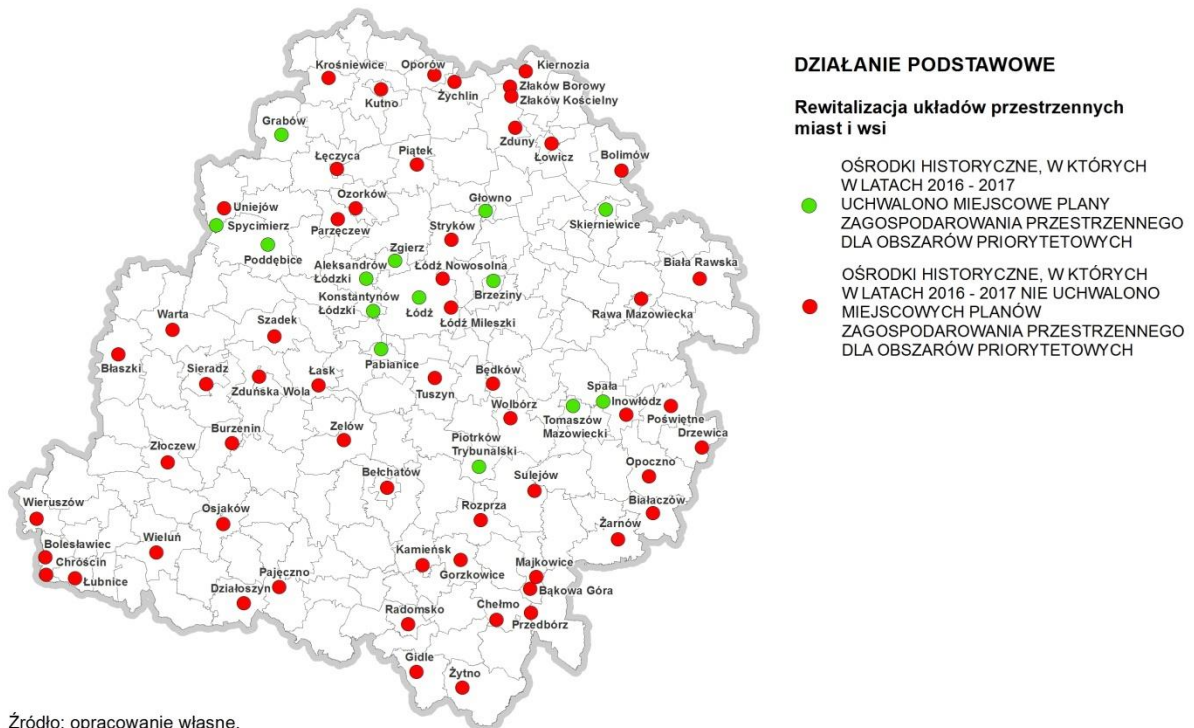 Krośniewice
Oporów
Kiernozia
Kutno
Żychlin
Złaków Borowy
Złaków Kościelny
Grabów
Zduny
Łowicz
Łęczyca
Piątek
Bolimów
Uniejów
Ozorków
Głowno
Skierniewice
Spycimierz
Parzęczew
Stryków
Poddębice
Zgierz
Aleksandrów
Łódzki
Łódź Nowosolna
Biała Rawska
Brzeziny
Konstantynów
Łódzki
Łódź
Łódź Mileszki
Rawa Mazowiecka
Warta
Szadek
Pabianice
Błaszki
Sieradz
Zduńska Wola
Łask
Tuszyn
Będków
Spała
Wolbórz
Inowłódz
Tomaszów
Mazowiecki
Poświętne
Drzewica
Burzenin
Zelów
Piotrków
Trybunalski
Złoczew
Bełchatów
Sulejów
Opoczno
Białaczów
Wieruszów
Osjaków
Rozprza
Żarnów
Bolesławiec
Wieluń
Chróścin
Łubnice
Kamieńsk
Gorzkowice
Majkowice
Pajęczno
Działoszyn
Bąkowa Góra
Radomsko
Chełmo
Przedbórz
Gidle
Żytno
DZIAŁANIE PODSTAWOWE
Rewitalizacja układów przestrzennych
miast i wsi
OŚRODKI HISTORYCZNE, W KTÓRYCH
W LATACH 2016 - 2017
UCHWALONO MIEJSCOWE PLANY
ZAGOSPODAROWANIA PRZESTRZENNEGO
DLA OBSZARÓW PRIORYTETOWYCH
OŚRODKI HISTORYCZNE, W KTÓRYCH
W LATACH 2016 - 2017 NIE UCHWALONO
MIEJSCOWYCH PLANÓW
ZAGOSPODAROWANIA PRZESTRZENNEGO
DLA OBSZARÓW PRIORYTETOWYCH
Źródło: opracowanie własne.